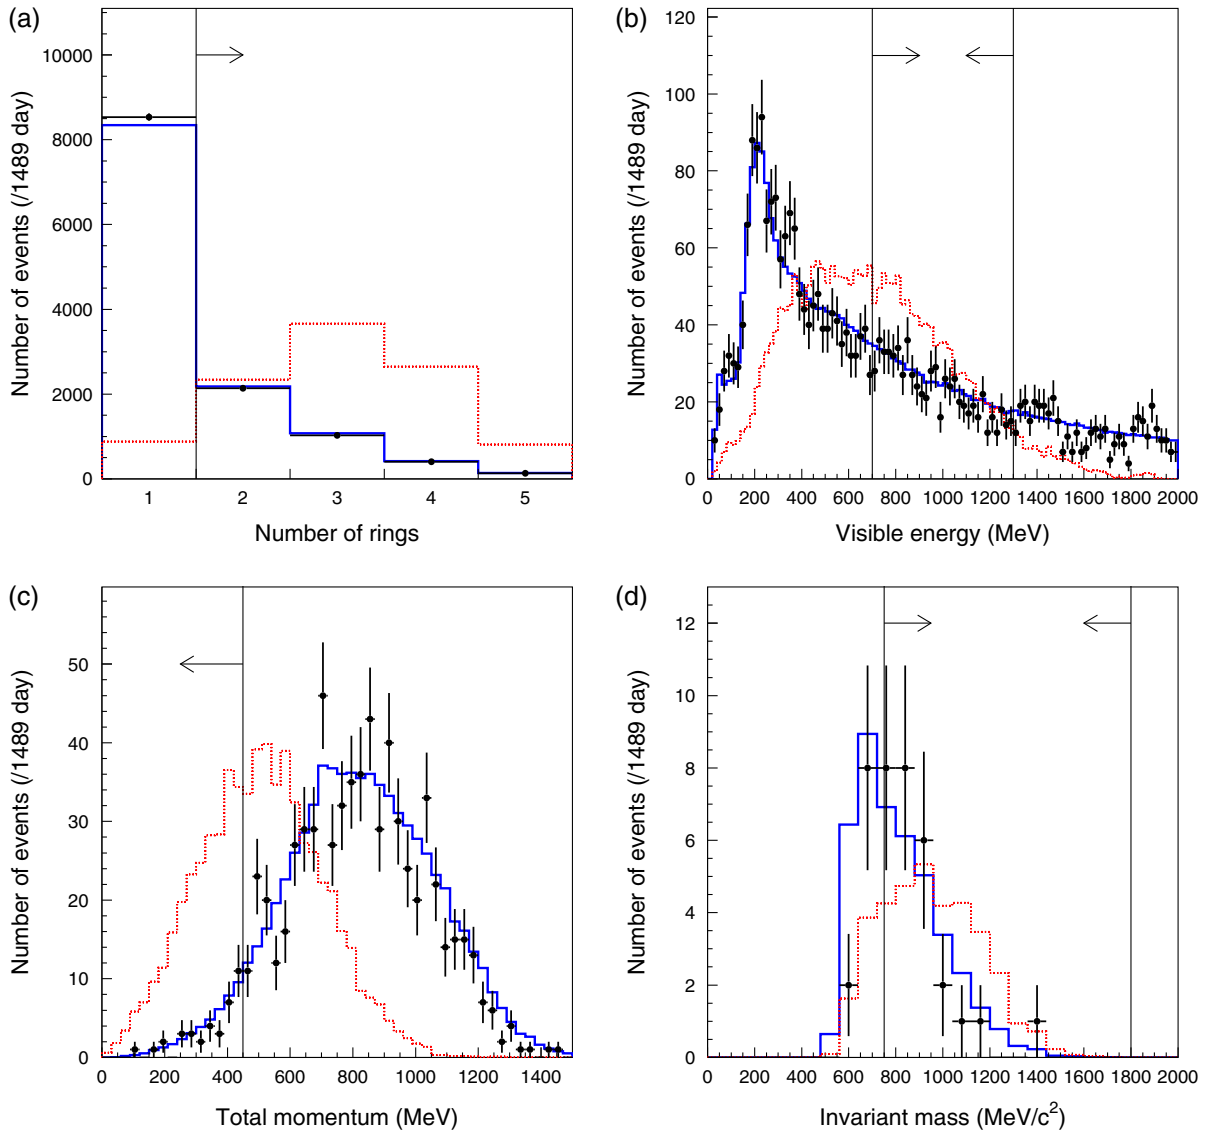 (a)
Number of events (/1489 day)
10000
8000
6000
4000
2000
0
1 2 3 4 5
Number of rings
(b)
Number of events (/1489 day)
120
100
80
60
40
20
0
0 200 400 600 800 1000 1200 1400 1600 1800 2000
Visible energy (MeV)
(c)
Number of events (/1489 day)
50
40
30
20
10
0
0 200 400 600 800 1000 1200 1400
Total momentum (MeV)
(d)
Number of events (/1489 day)
12
10
8
6
4
2
0
0 200 400 600 800 1000 1200 1400 1600 1800 2000
Invariant mass (MeV/c²)